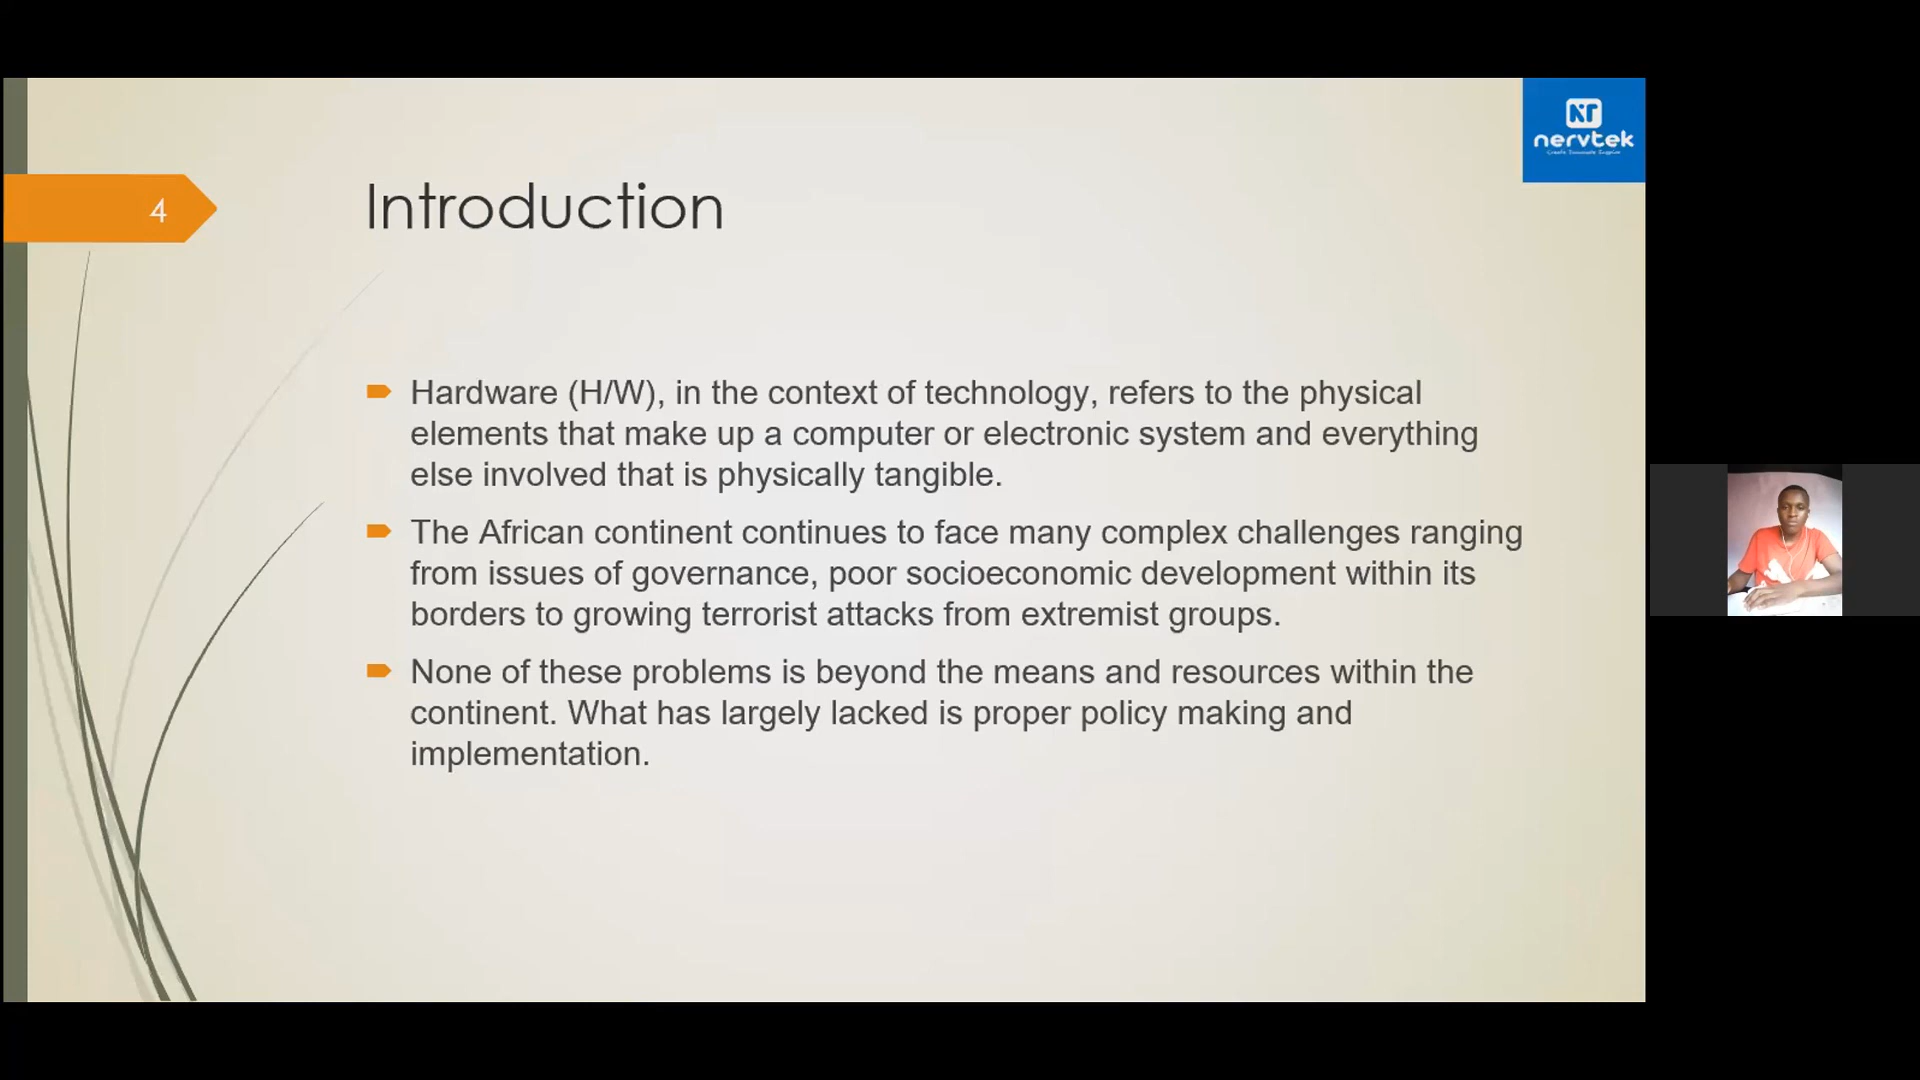 NT
nervtek
4
Introduction
Hardware (H/W), in the context of technology, refers to the physical
elements that make up a computer or electronic system and everything
else involved that is physically tangible.
The African continent continues to face many complex challenges ranging
from issues of governance, poor socioeconomic development within its
borders to growing terrorist attacks from extremist groups.
None of these problems is beyond the means and resources within the
continent. What has largely lacked is proper policy making and
implementation.